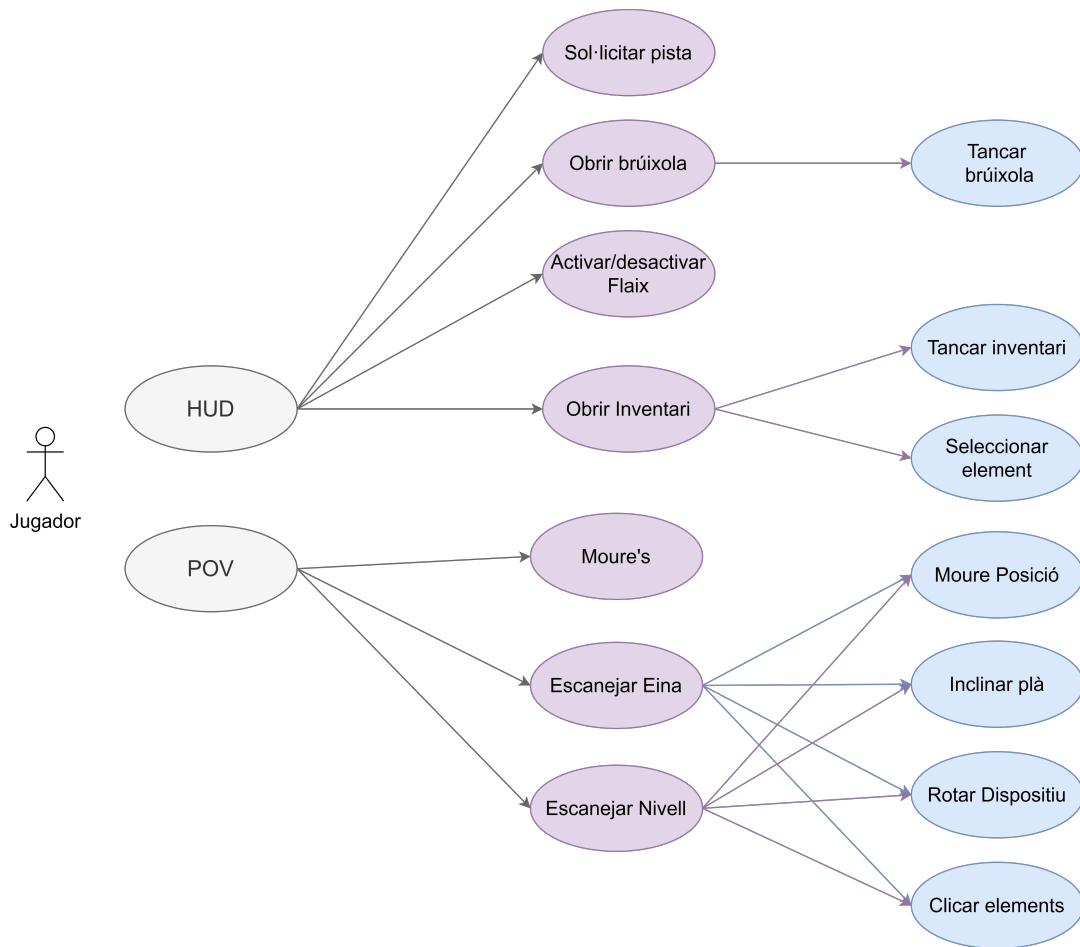 Sol·licitar pista
Obrir brúixola
Tancar
brúixola
Activar/desactivar
Flaix
Tancar inventari
HUD
Obrir Inventari
Seleccionar
element
Jugador
POV
Moure's
Moure Posició
Escanejar Eina
Inclinar plà
Escanejar Nivell
Rotar Dispositiu
Clicar elements